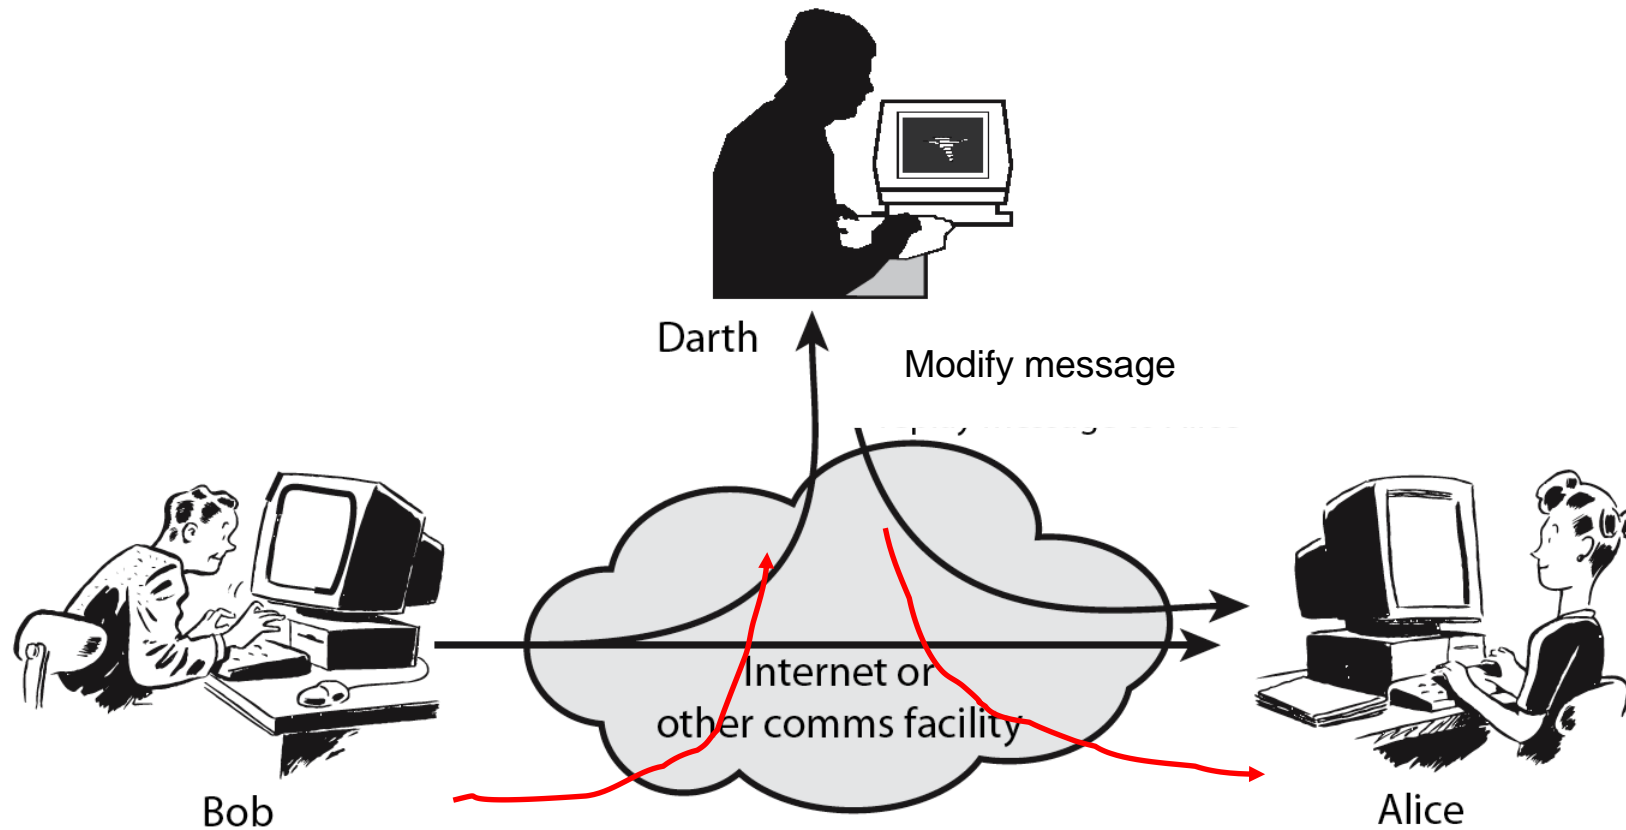 Darth
Modify message
Internet or
other comms facility
Bob
Alice